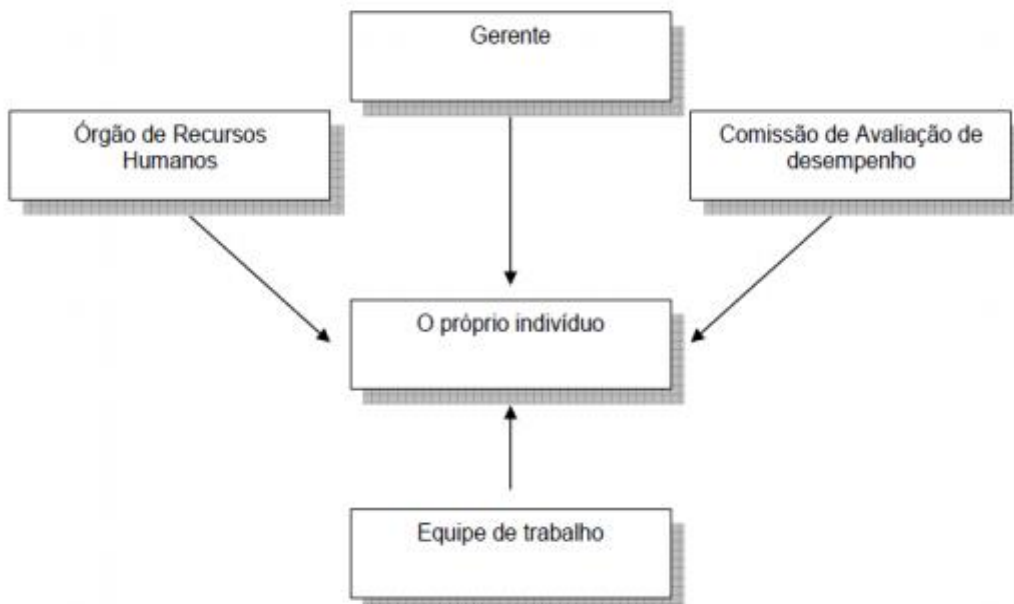 Gerente
Órgão de Recursos
Humanos
Comissão de Avaliação de
desempenho
O próprio indivíduo
Equipe de trabalho